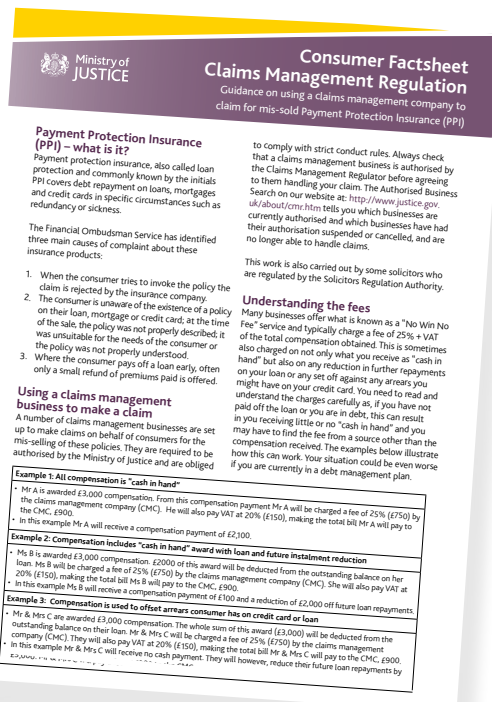 Ministry of
JUSTICE
Consumer Factsheet
Claims Management Regulation
Guidance on using a claims management company to
claim for mis-sold Payment Protection Insurance (PPI)
Payment Protection Insurance
(PPI) – what is it?
Payment protection insurance, also called loan
protection and commonly known by the initials
PPI covers debt repayment on loans, mortgages
and credit cards in specific circumstances such as
redundancy or sickness.
The Financial Ombudsman Service has identified
three main causes of complaint about these
insurance products:
1. When the consumer tries to invoke the policy the
claim is rejected by the insurance company.
2. The consumer is unaware of the existence of a policy
on their loan, mortgage or credit card; at the time
of the sale, the policy was not properly described; it
was unsuitable for the needs of the consumer or
the policy was not properly understood.
3. Where the consumer pays off a loan early, often
only a small refund of premiums paid is offered.
Using a claims management
business to make a claim
A number of claims management businesses are set
up to make claims on behalf of consumers for the
mis-selling of these policies. They are required to be
authorised by the Ministry of Justice and are obliged
to comply with strict conduct rules. Always check
that a claims management business is authorised by
the Claims Management Regulator before agreeing
to them handling your claim. The Authorised Business
Search on our website at: http://www.justice.gov.
uk/about/cmr.htm tells you which businesses are
currently authorised and which businesses have had
their authorisation suspended or cancelled, and are
no longer able to handle claims.
This work is also carried out by some solicitors who
are regulated by the Solicitors Regulation Authority.
Understanding the fees
Many businesses offer what is known as a "No Win No
Fee" service and typically charge a fee of 25% + VAT
of the total compensation obtained. This is sometimes
also charged on not only what you receive as "cash in
hand" but also on any reduction in further repayments
on your loan or any set off against any arrears you
might have on your credit card. You need to read and
understand the charges carefully as, if you have not
paid off the loan or you are in debt, this can result
in you receiving little or no "cash in hand" and you
may have to find the fee from a source other than the
compensation received. The examples below illustrate
how this can work. Your situation could be even worse
if you are currently in a debt management plan.
Example 1: All compensation is "cash in hand"
• Mr A is awarded £3,000 compensation. From this compensation payment Mr A will be charged a fee of 25% (£750) by
the claims management company (CMC). He will also pay VAT at 20% (£150), making the total bill Mr A will pay to
the CMC, £900.
• In this example Mr A will receive a compensation payment of £2,100.
Example 2: Compensation includes "cash in hand" award with loan and future instalment reduction
• Ms B is awarded £3,000 compensation. £2000 of this award will be deducted from the outstanding balance on her
loan. Ms B will be charged a fee of 25% (£750) by the claims management company (CMC). She will also pay VAT at
20% (£150), making the total bill Ms B will pay to the CMC, £900.
• In this example Ms B will receive a compensation payment of £100 and a reduction of £2,000 off future loan repayments.
Example 3: Compensation is used to offset arrears consumer has on credit card or loan
• Mr & Mrs C are awarded £3,000 compensation. The whole sum of this award (£3,000) will be deducted from the
outstanding balance on their loan. Mr & Mrs C will be charged a fee of 25% (£750) by the claims management
company (CMC). They will also pay VAT at 20% (£150), making the total bill Mr & Mrs C will pay to the CMC, £900.
• In this example Mr & Mrs C will receive no cash payment. They will however, reduce their future loan repayments by